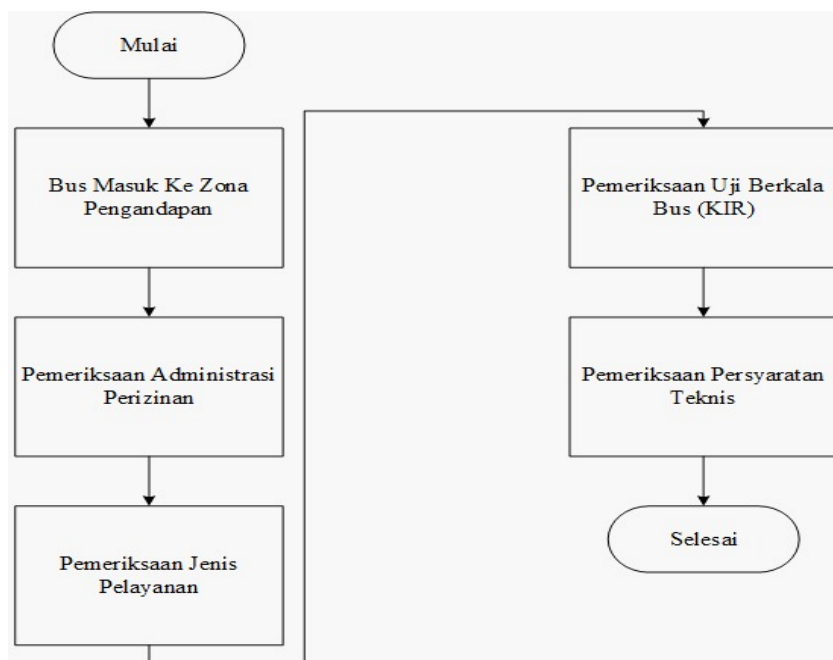 Mulai
Bus Masuk Ke Zona
Pengandapan
Pemeriksaan Administrasi
Perizinan
Pemeriksaan Jenis
Pelayanan
Pemeriksaan Uji Berkala
Bus (KIR)
Pemeriksaan Persyaratan
Teknis
Selesai